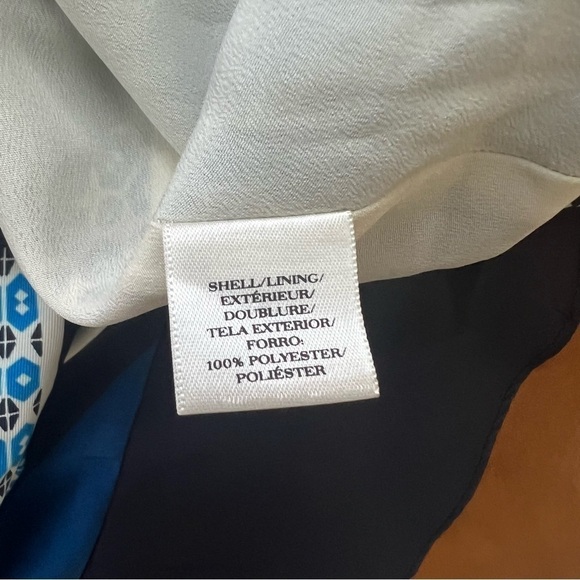 SHELL/LINING/
EXTÉRIEUR/
DOUBLURE/
TELA EXTERIOR/
FORRO:
100% POLYESTER/
POLIÉSTER